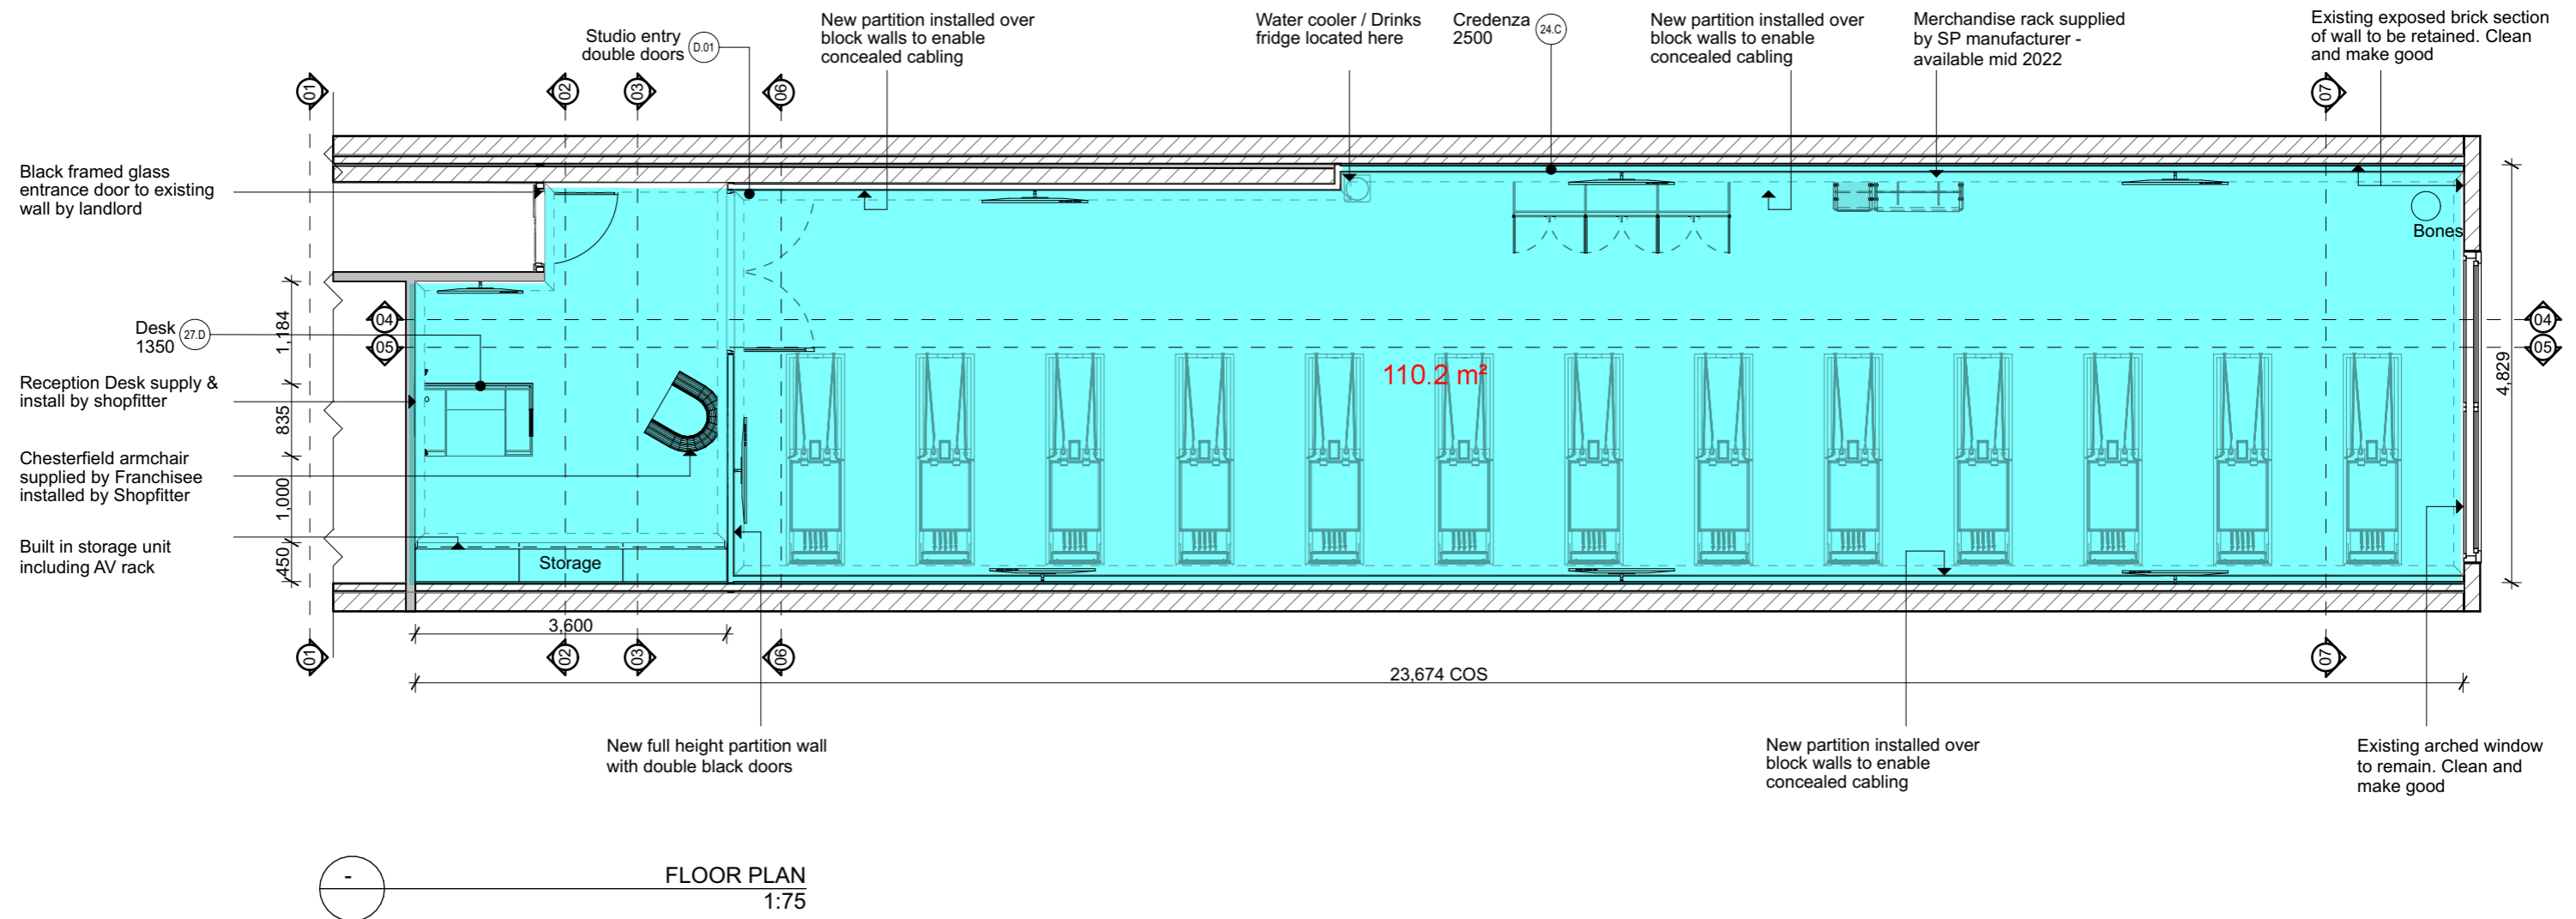 Studio entry
double doors
D.01
New partition installed over
block walls to enable
concealed cabling
Water cooler / Drinks
fridge located here
Credenza
2500
24.C
New partition installed over
block walls to enable
concealed cabling
Merchandise rack supplied
by SP manufacturer -
available mid 2022
Existing exposed brick section
of wall to be retained. Clean
and make good
01
02
03
06
07
Black framed glass
entrance door to existing
wall by landlord
Bones
Desk
1350
27.D
04
05
04
05
1,184
835
1,000
450
4,829
110.2 m²
Reception Desk supply &
install by shopfitter
Chesterfield armchair
supplied by Franchisee
installed by Shopfitter
Built in storage unit
including AV rack
Storage
3,600
01
02
03
06
07
23,674 COS
New full height partition wall
with double black doors
New partition installed over
block walls to enable
concealed cabling
Existing arched window
to remain. Clean and
make good
-
FLOOR PLAN
1:75